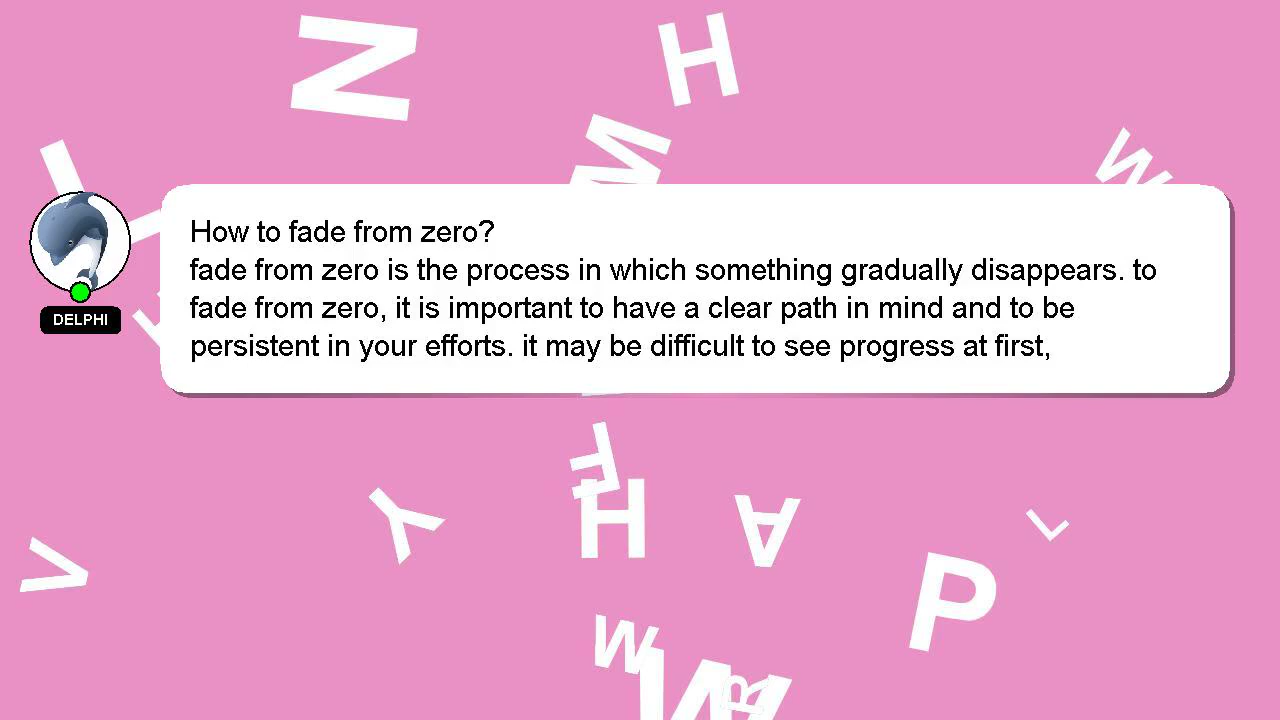 N
H
M
W
DELPHI
How to fade from zero?
fade from zero is the process in which something gradually disappears. to
fade from zero, it is important to have a clear path in mind and to be
persistent in your efforts. it may be difficult to see progress at first,
F
H
Y
A
L
V
P
W
W
R